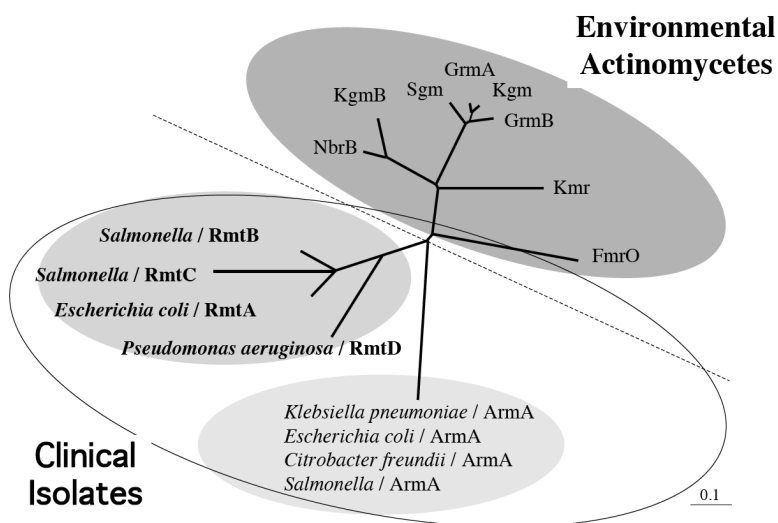 Environmental
Actinomycetes
GrmA
Sgm
Kgm
KgmB
GrmB
NbrB
Kmr
FmrO
Salmonella / RmtB
Salmonella / RmtC
Escherichia coli / RmtA
Pseudomonas aeruginosa / RmtD
Klebsiella pneumoniae / ArmA
Escherichia coli / ArmA
Citrobacter freundii / ArmA
Salmonella / ArmA
Clinical
Isolates
0.1